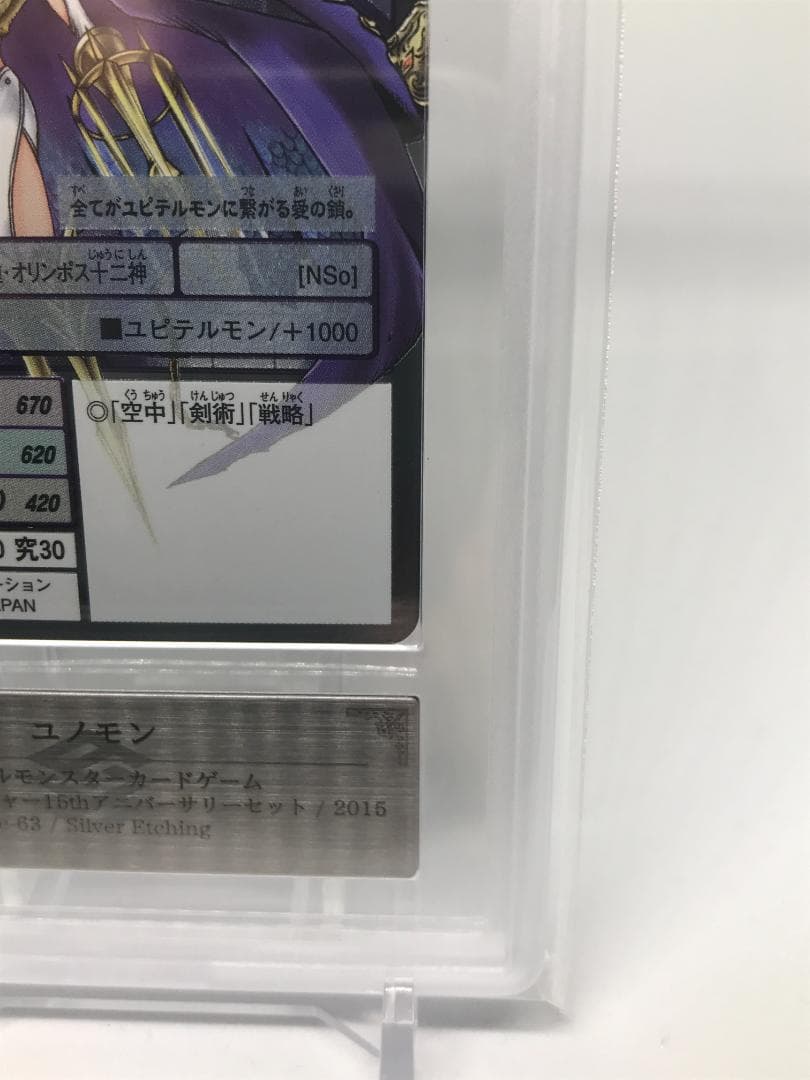 全てがユピテルモンに繋がる愛の鎖。
・オリンポス十二神
[NSo]
■ユピテルモン/+1000
670
◎「空中」「剣術」「戦略」
620
420
究30
ーション
APAN
ユノモン
ルモンスターカードゲーム
ャー15thアニバーサリーセット / 2015
-63 / Silver Etching